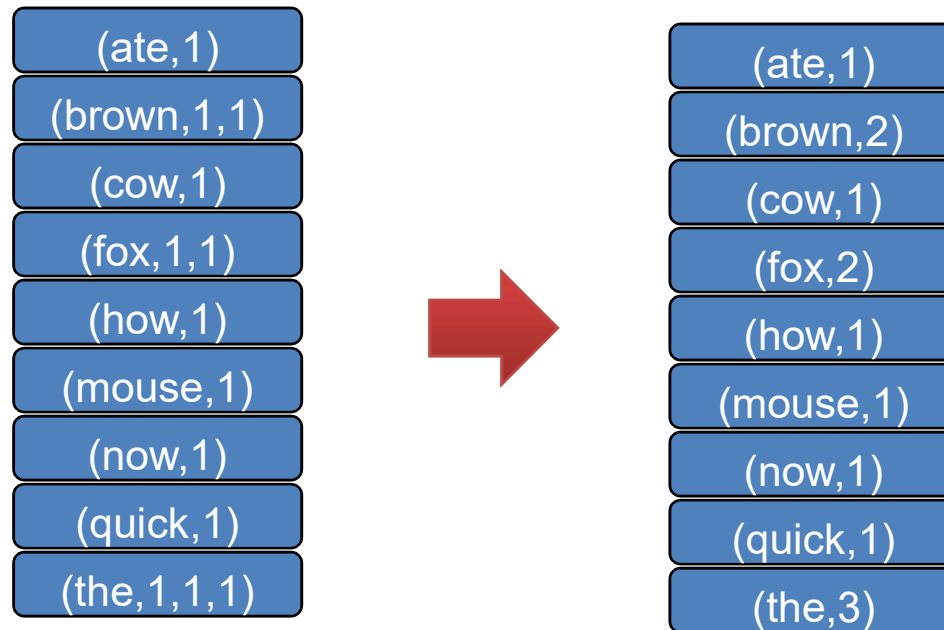 (ate,1)
(brown,1,1)
(cow,1)
(fox,1,1)
(how,1)
(mouse,1)
(now,1)
(quick,1)
(the,1,1,1)
(ate,1)
(brown,2)
(cow,1)
(fox,2)
(how,1)
(mouse,1)
(now,1)
(quick,1)
(the,3)